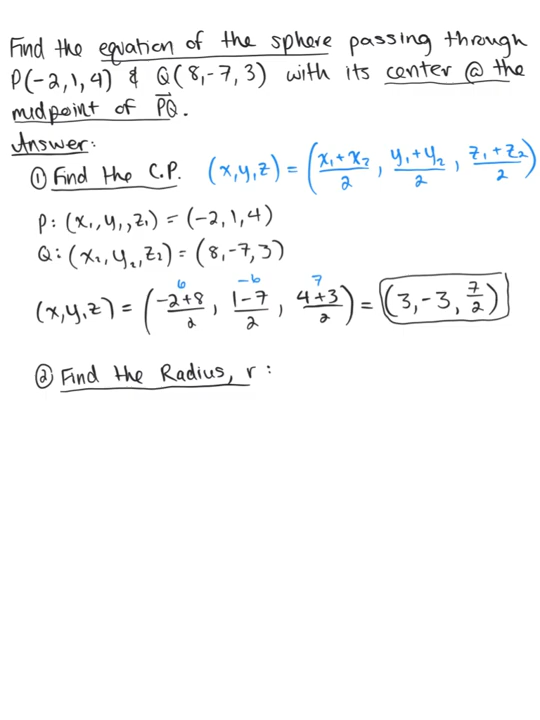 Find the equation of the sphere passing through
P(-2,1,4) & Q(8,-7,3) with its center @ the
midpoint of PQ.
Answer:
① Find the C.P. (x,y,z) = (x₁+x₂/2, y₁+y₂/2, z₁+z₂/2)
P: (x₁,y₁,z₁) = (-2,1,4)
Q: (x₂,y₂,z₂) = (8,-7,3)
6 -6 7
(x,y,z) = (-2+8/2, 1-7/2, 4+3/2) = (3,-3,7/2)
② Find the Radius, r: